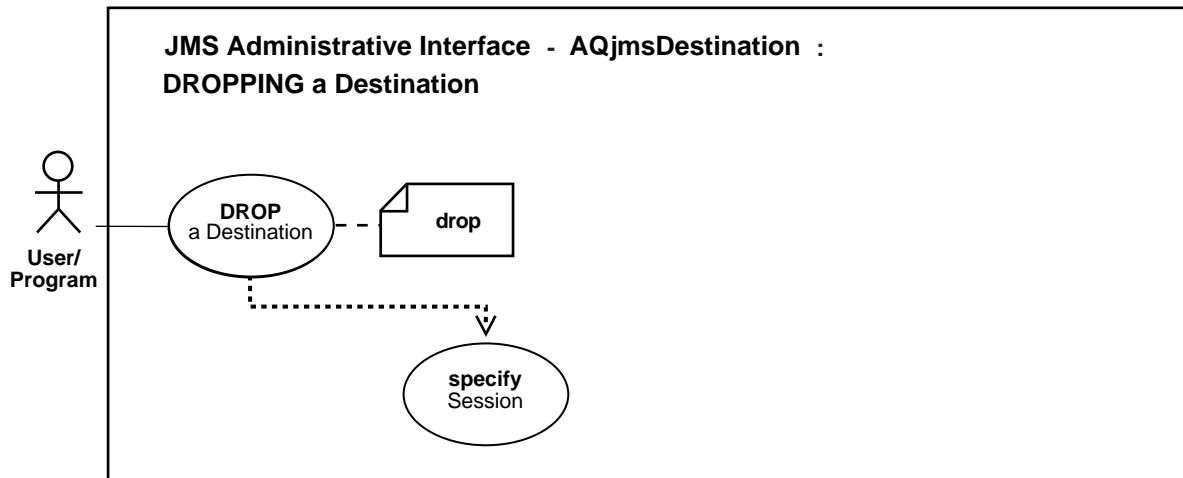 JMS Administrative Interface - AQjmsDestination :
DROPPING a Destination
DROP
a Destination
drop
User/
Program
specify
Session